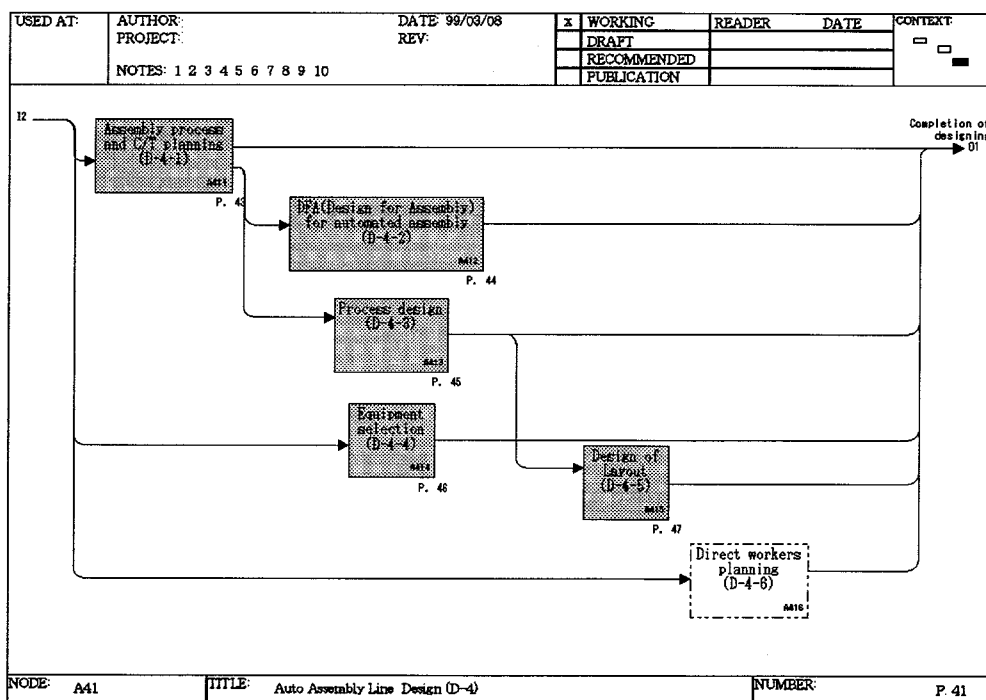 USED AT:
AUTHOR:
DATE: 99/03/08
PROJECT:
REV:
NOTES: 1 2 3 4 5 6 7 8 9 10
x WORKING
DRAFT
RECOMMENDED
PUBLICATION
READER DATE
CONTEXT:
I2
Assembly process
and C/T planning
(D-4-1)
A411
P. 43
Completion of
designing
O1
DFA(Design for Assembly)
for automated assembly
(D-4-2)
A412
P. 44
Process design
(D-4-3)
A413
P. 45
Equipment
selection
(D-4-4)
A414
P. 46
Design of
Layout
(D-4-5)
A415
P. 47
Direct workers
planning
(D-4-6)
A416
NODE: A41
TITLE: Auto Assembly Line Design (D-4)
NUMBER: P. 41